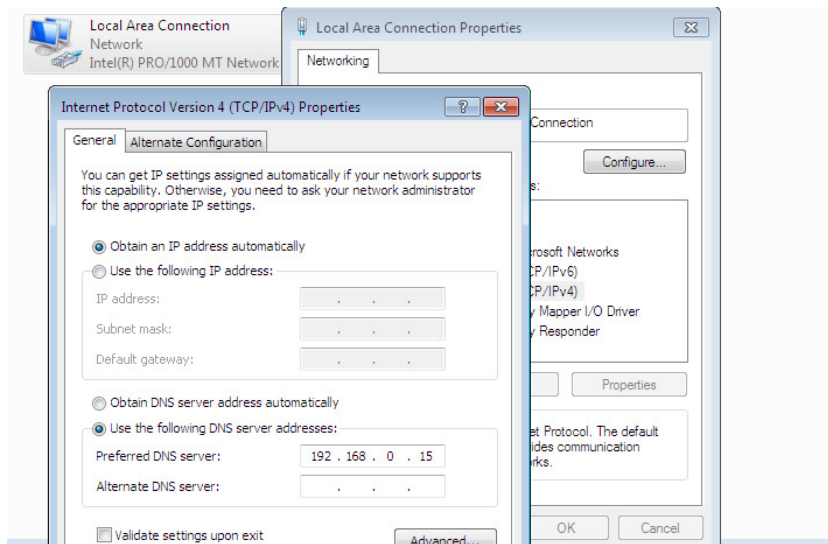 Local Area Connection
Network
Intel(R) PRO/1000 MT Network
Local Area Connection Properties
Networking
Connection
Configure...
s:
crosoft Networks
CP/IPv6)
CP/IPv4)
y Mapper I/O Driver
y Responder
Properties
et Protocol. The default
ides communication
rks.
OK
Cancel
Internet Protocol Version 4 (TCP/IPv4) Properties
General
Alternate Configuration
You can get IP settings assigned automatically if your network supports
this capability. Otherwise, you need to ask your network administrator
for the appropriate IP settings.
Obtain an IP address automatically
Use the following IP address:
IP address:
Subnet mask:
Default gateway:
Obtain DNS server address automatically
Use the following DNS server addresses:
Preferred DNS server:
192 . 168 . 0 . 15
Alternate DNS server:
Validate settings upon exit
Advanced...